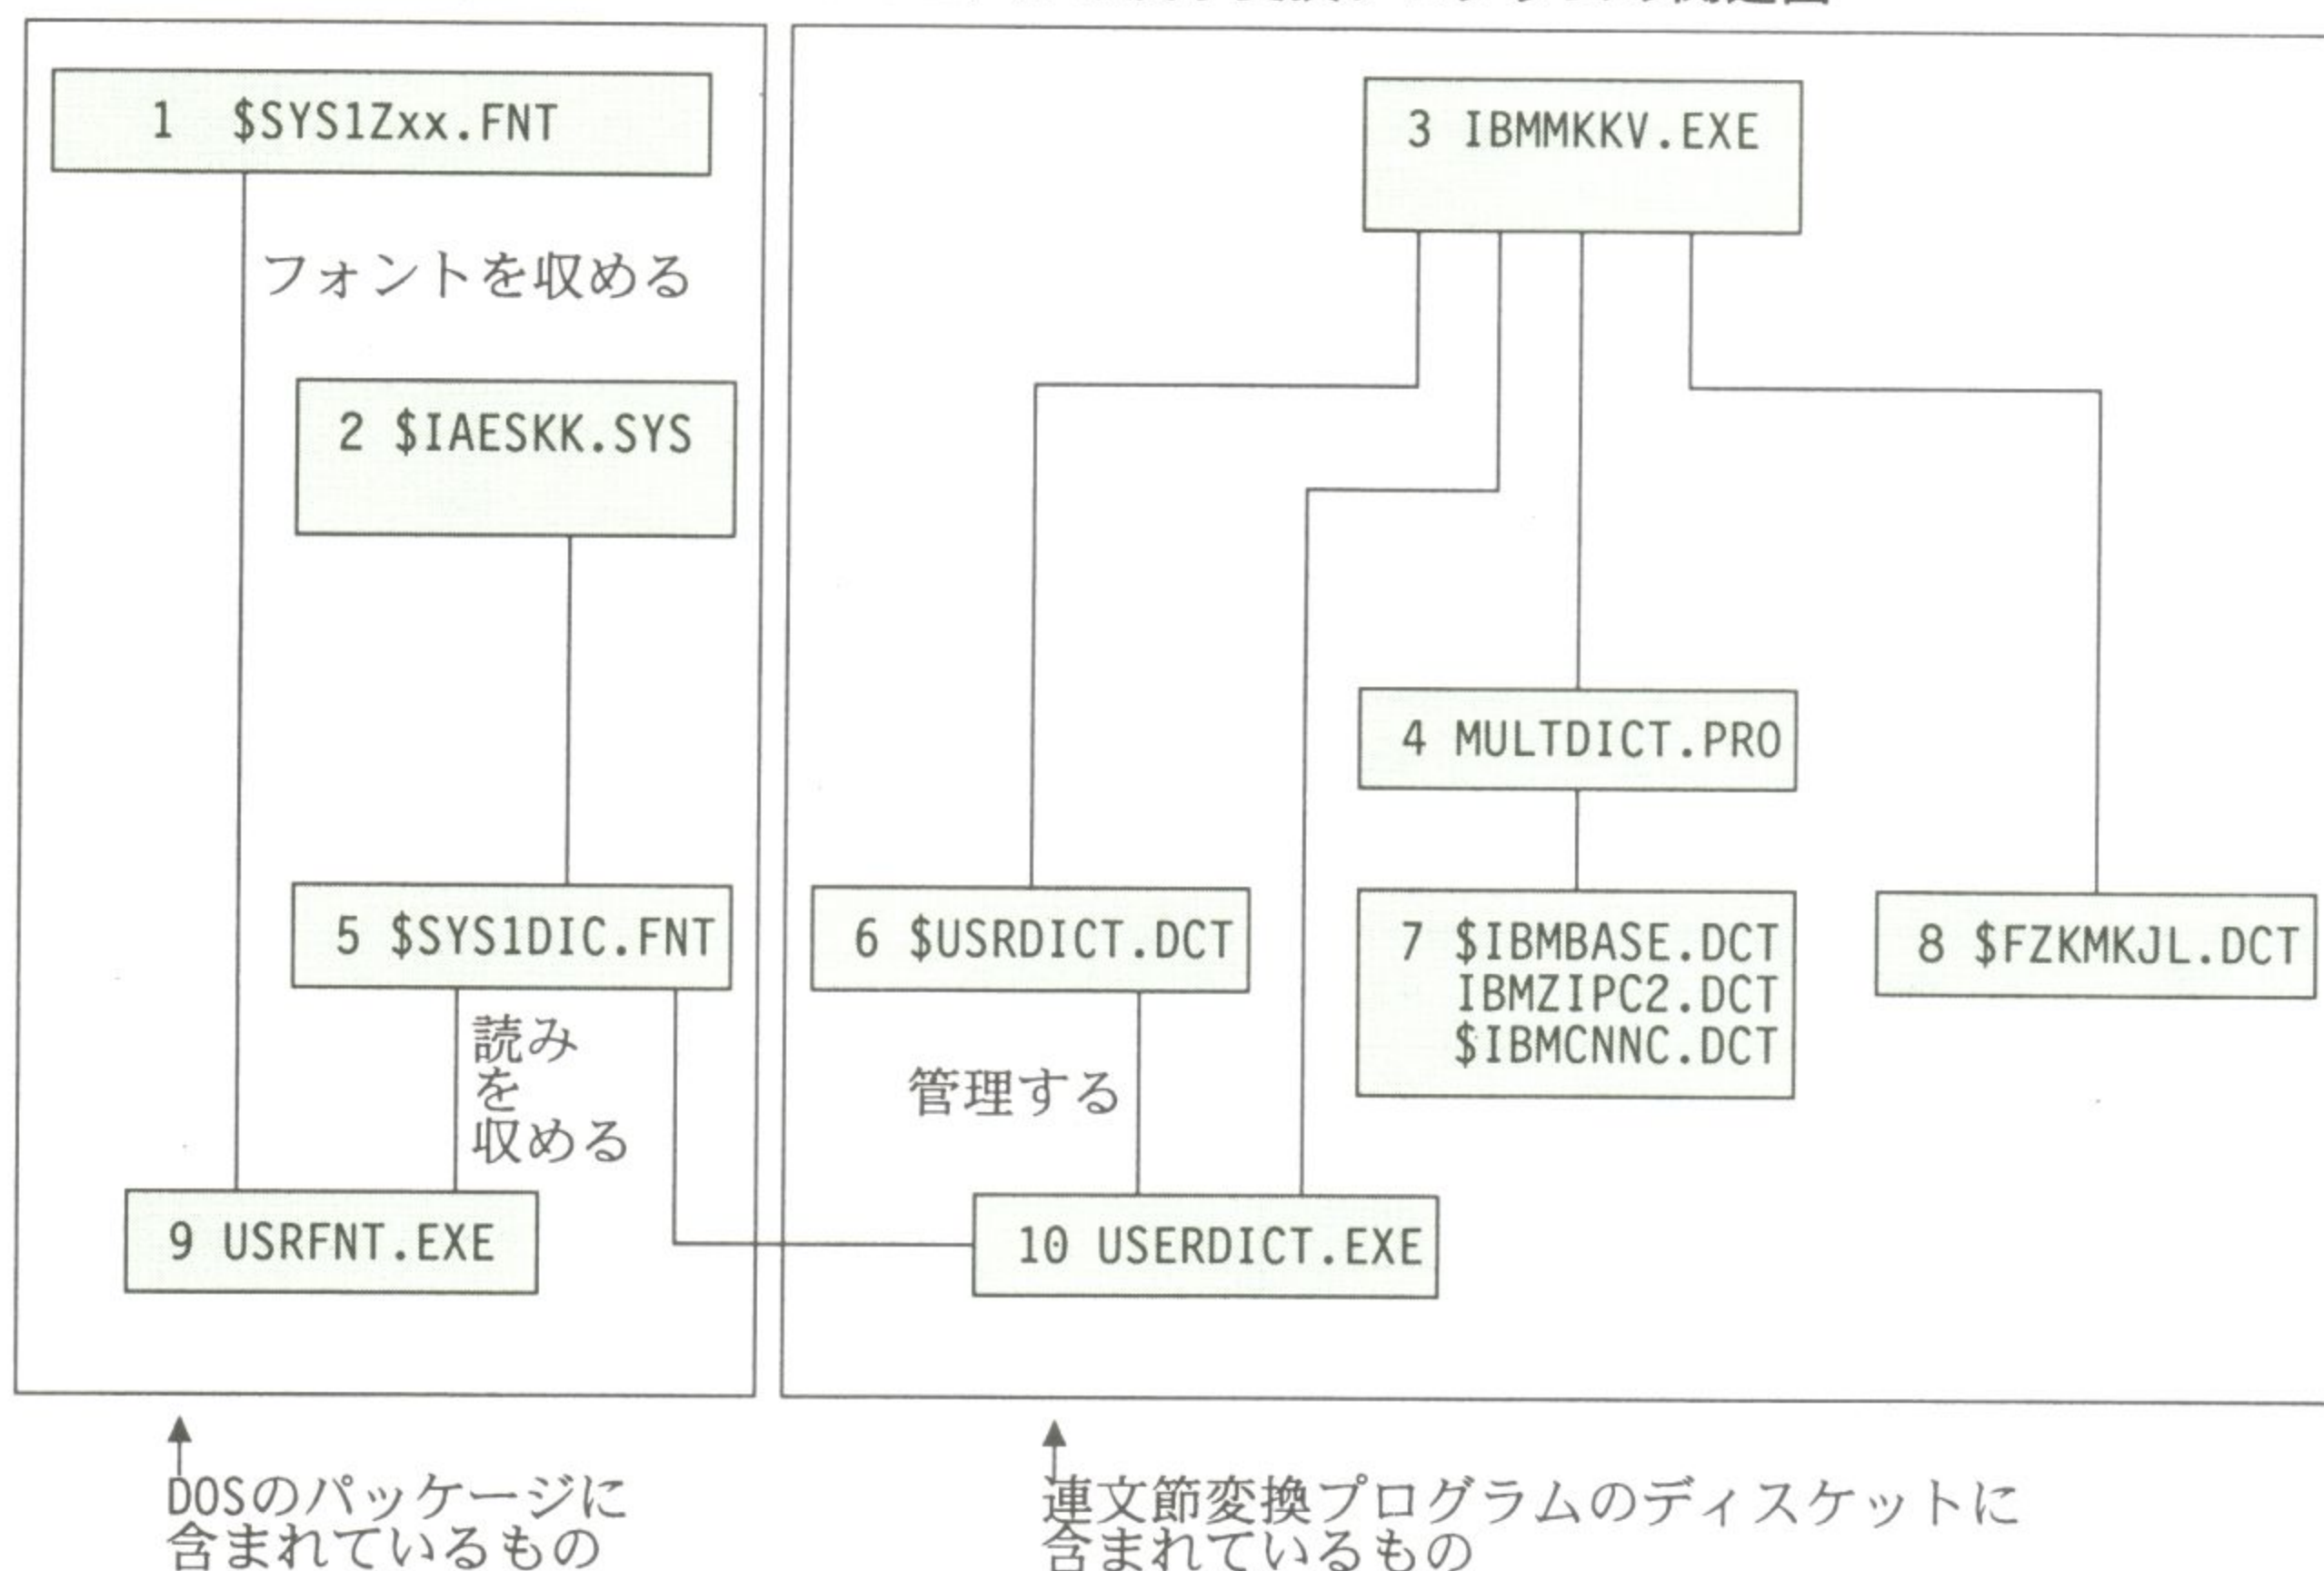 1 $SYS1Zxx.FNT
フォントを収める
2 $IAESKK.SYS
5 $SYS1DIC.FNT
読み
を
収める
9 USRFNT.EXE
3 IBMMKKV.EXE
4 MULTDICT.PRO
6 $USRDICT.DCT
7 $IBMBASE.DCT
IBMZIPC2.DCT
$IBMCNNC.DCT
8 $FZKMKJL.DCT
管理する
10 USERDICT.EXE
DOSのパッケージに
含まれているもの
連文節変換プログラムのディスケットに
含まれているもの